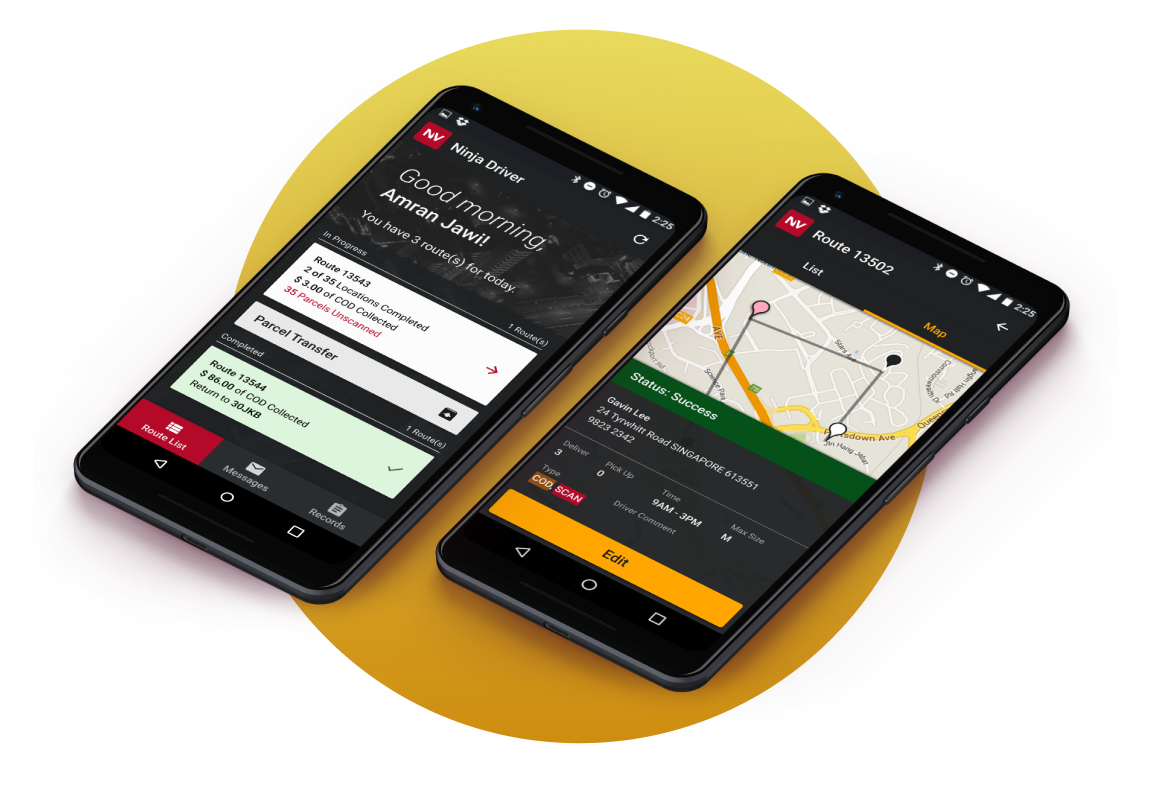 NV
Ninja Driver
2:25
Good morning,
Amran Jawi!
You have 3 route(s) for today.
In Progress
1 Route(s)
Route 13543
2 of 35 Locations Completed
$ 3.00 of COD Collected
35 Parcels Unscanned
Parcel Transfer
Completed
1 Route(s)
Route 13544
$ 86.00 of COD Collected
Return to 30JKB
Route List
Messages
Records
NV
Route 13502
2:25
List
Map
AYE
Science Park
Status: Success
Gavin Lee
24 Tyrwhitt Road SINGAPORE 613551
9823 2342
Deliver
3
Pick Up
0
Time
9AM - 3PM
Max Size
M
Type
COD, SCAN
Driver Comment
Edit